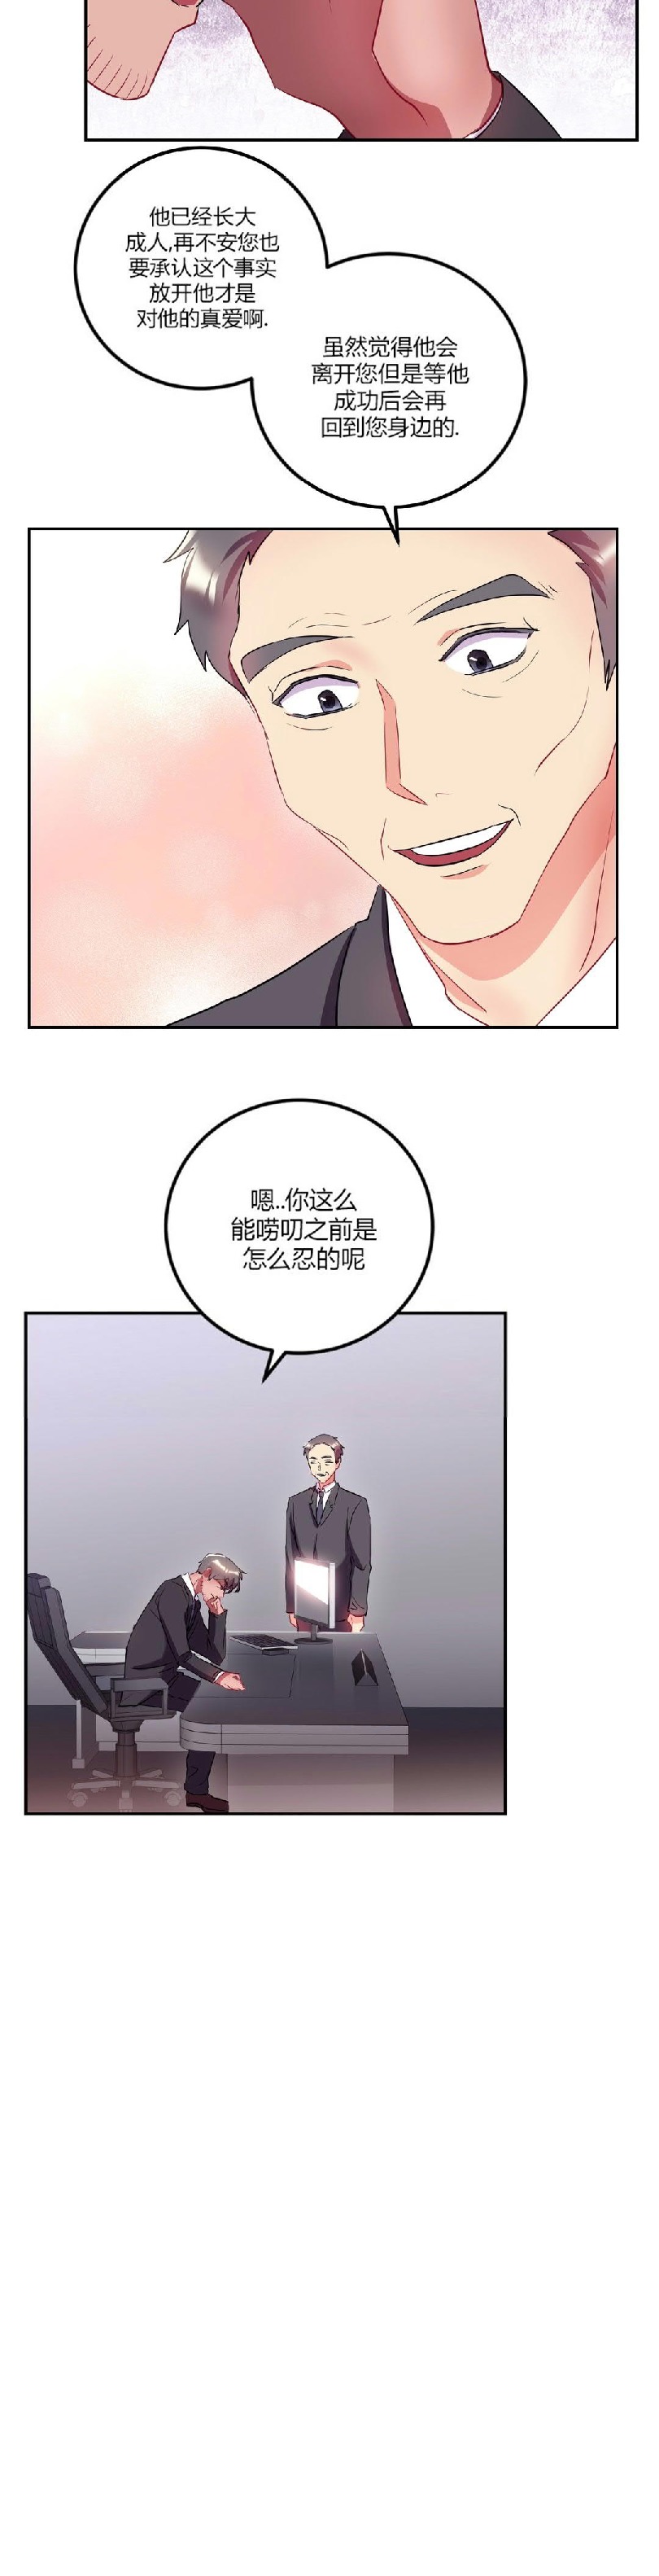 他已经长大
成人,再不安您也
要承认这个事实
放开他才是
对他的真爱啊.
虽然觉得他会
离开您但是等他
成功后会再
回到您身边的.
嗯..你这么
能唠叨之前是
怎么忍的呢